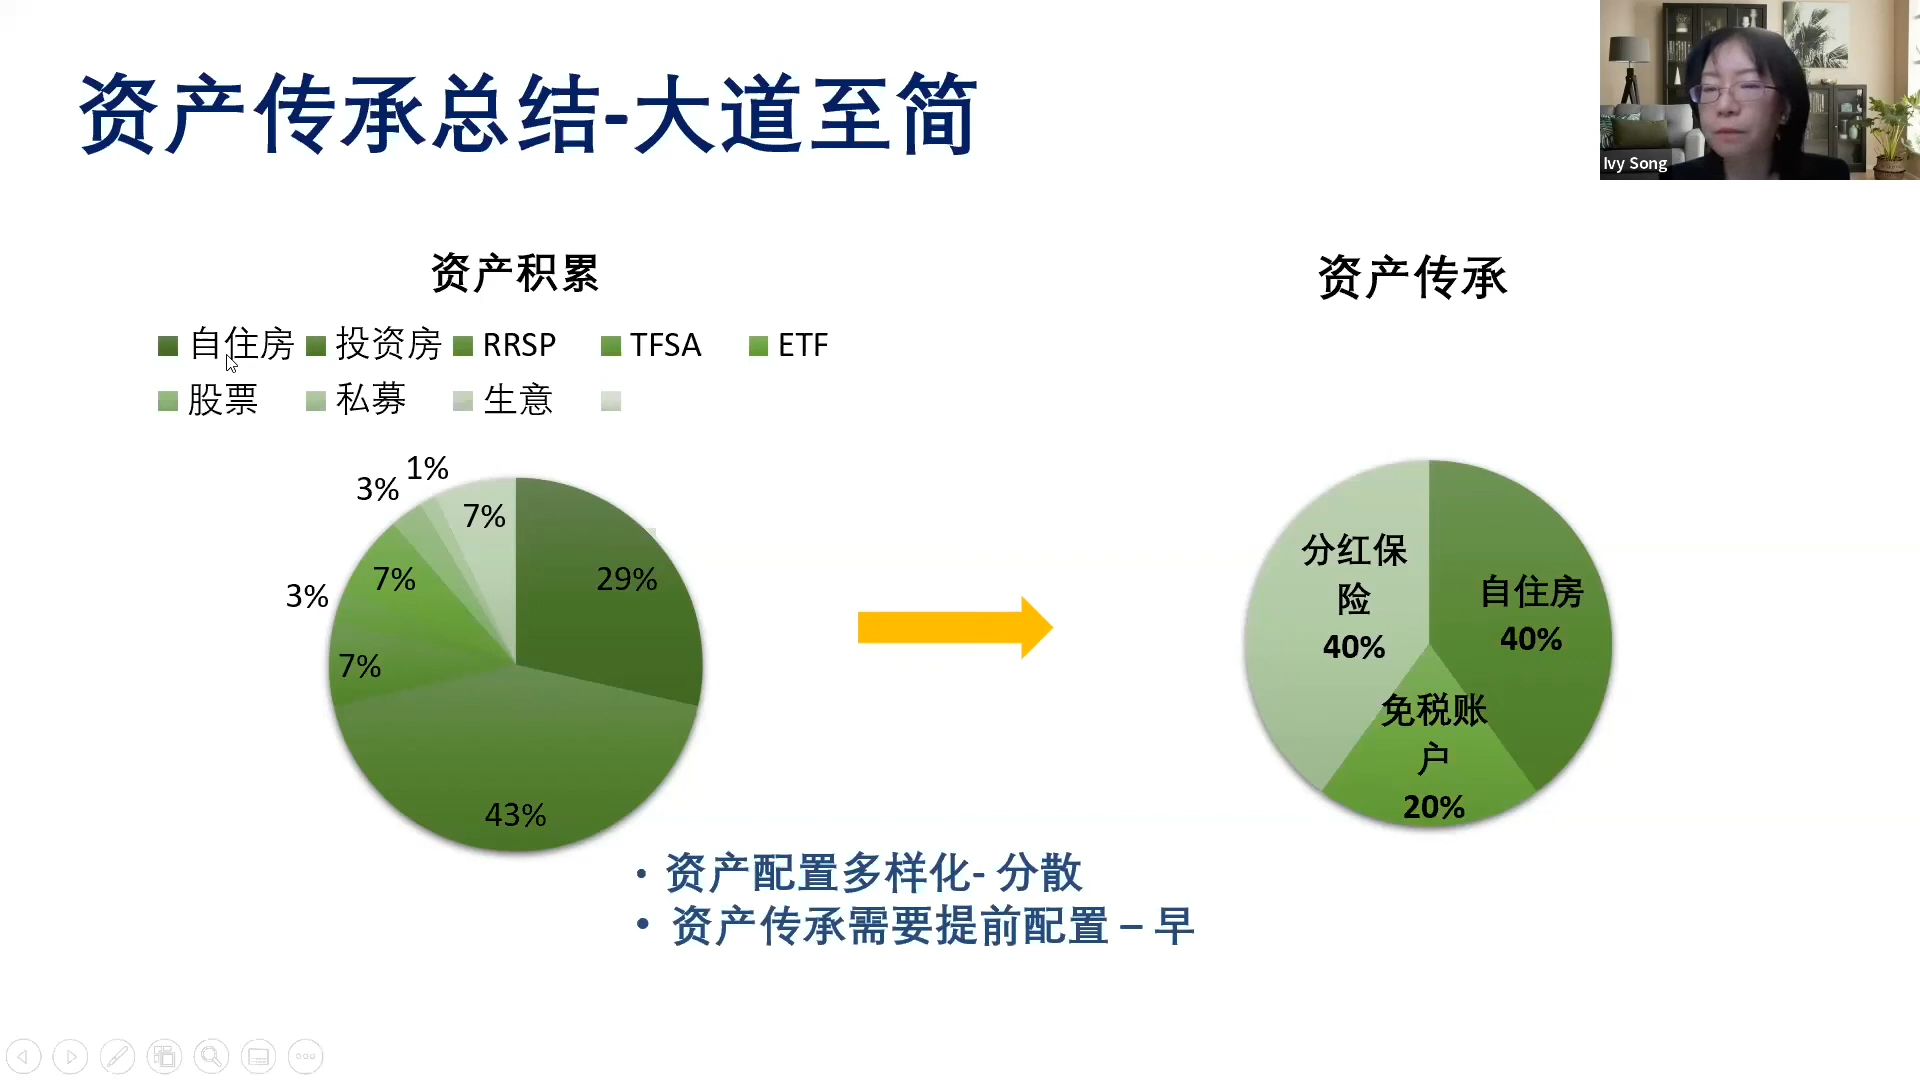 资产传承总结-大道至简
Ivy Song
资产积累
自住房 投资房 RRSP TFSA ETF
股票 私募 生意
1%
3%
7%
29%
7%
3%
7%
43%
资产传承
分红保
险
40%
自住房
40%
免税账
户
20%
• 资产配置多样化- 分散
• 资产传承需要提前配置 – 早